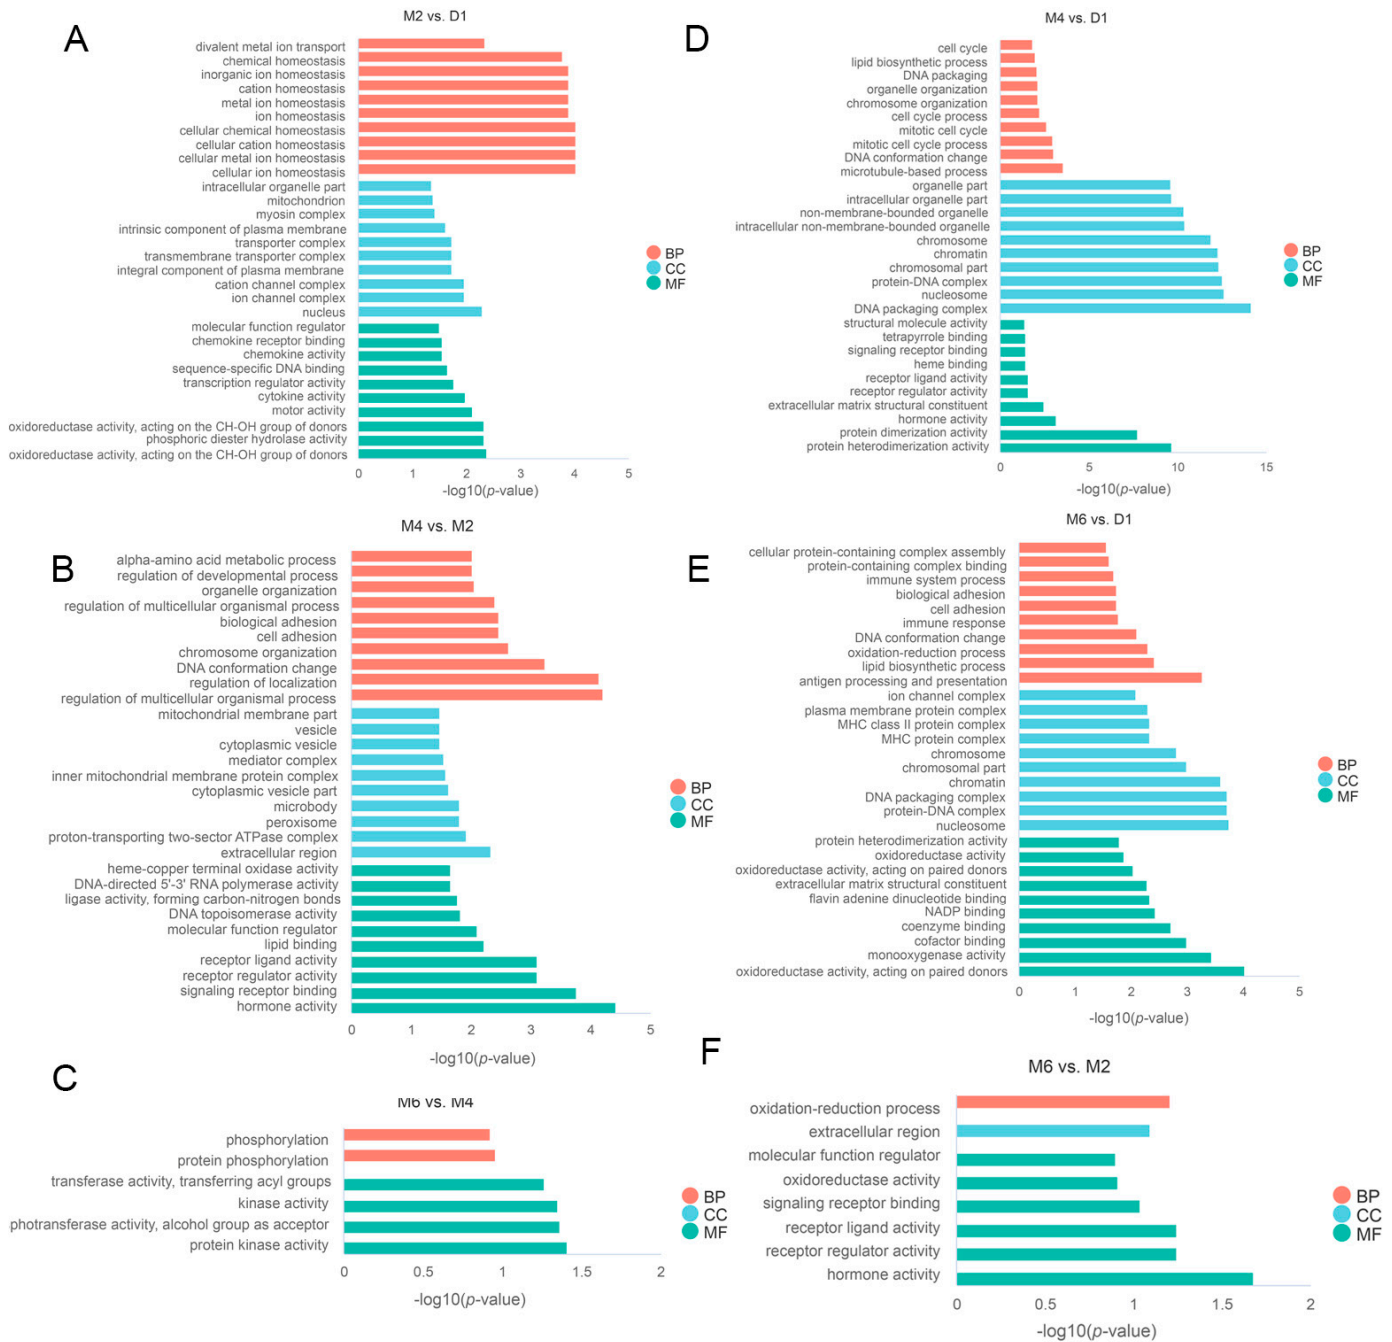 A
M2 vs. D1
divalent metal ion transport
chemical homeostasis
inorganic ion homeostasis
cation homeostasis
metal ion homeostasis
ion homeostasis
cellular chemical homeostasis
cellular cation homeostasis
cellular metal ion homeostasis
cellular ion homeostasis
intracellular organelle part
mitochondrion
myosin complex
intrinsic component of plasma membrane
transporter complex
transmembrane transporter complex
integral component of plasma membrane
cation channel complex
ion channel complex
nucleus
molecular function regulator
chemokine receptor binding
chemokine activity
sequence-specific DNA binding
transcription regulator activity
cytokine activity
motor activity
oxidoreductase activity, acting on the CH-OH group of donors
phosphoric diester hydrolase activity
oxidoreductase activity, acting on the CH-OH group of donors
0 1 2 3 4 5
-log10(p-value)
BP
CC
MF
D
M4 vs. D1
cell cycle
lipid biosynthetic process
DNA packaging
organelle organization
chromosome organization
cell cycle process
mitotic cell cycle
mitotic cell cycle process
DNA conformation change
microtubule-based process
organelle part
intracellular organelle part
non-membrane-bounded organelle
intracellular non-membrane-bounded organelle
chromosome
chromatin
chromosomal part
protein-DNA complex
nucleosome
DNA packaging complex
structural molecule activity
tetrapyrrole binding
signaling receptor binding
heme binding
receptor ligand activity
receptor regulator activity
extracellular matrix structural constituent
hormone activity
protein dimerization activity
protein heterodimerization activity
0 5 10 15
-log10(p-value)
BP
CC
MF
B
M4 vs. M2
alpha-amino acid metabolic process
regulation of developmental process
organelle organization
regulation of multicellular organismal process
biological adhesion
cell adhesion
chromosome organization
DNA conformation change
regulation of localization
regulation of multicellular organismal process
mitochondrial membrane part
vesicle
cytoplasmic vesicle
mediator complex
inner mitochondrial membrane protein complex
cytoplasmic vesicle part
microbody
peroxisome
proton-transporting two-sector ATPase complex
extracellular region
heme-copper terminal oxidase activity
DNA-directed 5'-3' RNA polymerase activity
ligase activity, forming carbon-nitrogen bonds
DNA topoisomerase activity
molecular function regulator
lipid binding
receptor ligand activity
receptor regulator activity
signaling receptor binding
hormone activity
0 1 2 3 4 5
-log10(p-value)
BP
CC
MF
E
M6 vs. D1
cellular protein-containing complex assembly
protein-containing complex binding
immune system process
biological adhesion
cell adhesion
immune response
DNA conformation change
oxidation-reduction process
lipid biosynthetic process
antigen processing and presentation
ion channel complex
plasma membrane protein complex
MHC class II protein complex
MHC protein complex
chromosome
chromosomal part
chromatin
DNA packaging complex
protein-DNA complex
nucleosome
protein heterodimerization activity
oxidoreductase activity
oxidoreductase activity, acting on paired donors
extracellular matrix structural constituent
flavin adenine dinucleotide binding
NADP binding
coenzyme binding
cofactor binding
monooxygenase activity
oxidoreductase activity, acting on paired donors
0 1 2 3 4 5
-log10(p-value)
BP
CC
MF
C
M6 vs. M4
phosphorylation
protein phosphorylation
transferase activity, transferring acyl groups
kinase activity
photransferase activity, alcohol group as acceptor
protein kinase activity
0 0.5 1 1.5 2
-log10(p-value)
BP
CC
MF
F
M6 vs. M2
oxidation-reduction process
extracellular region
molecular function regulator
oxidoreductase activity
signaling receptor binding
receptor ligand activity
receptor regulator activity
hormone activity
0 0.5 1 1.5 2
-log10(p-value)
BP
CC
MF